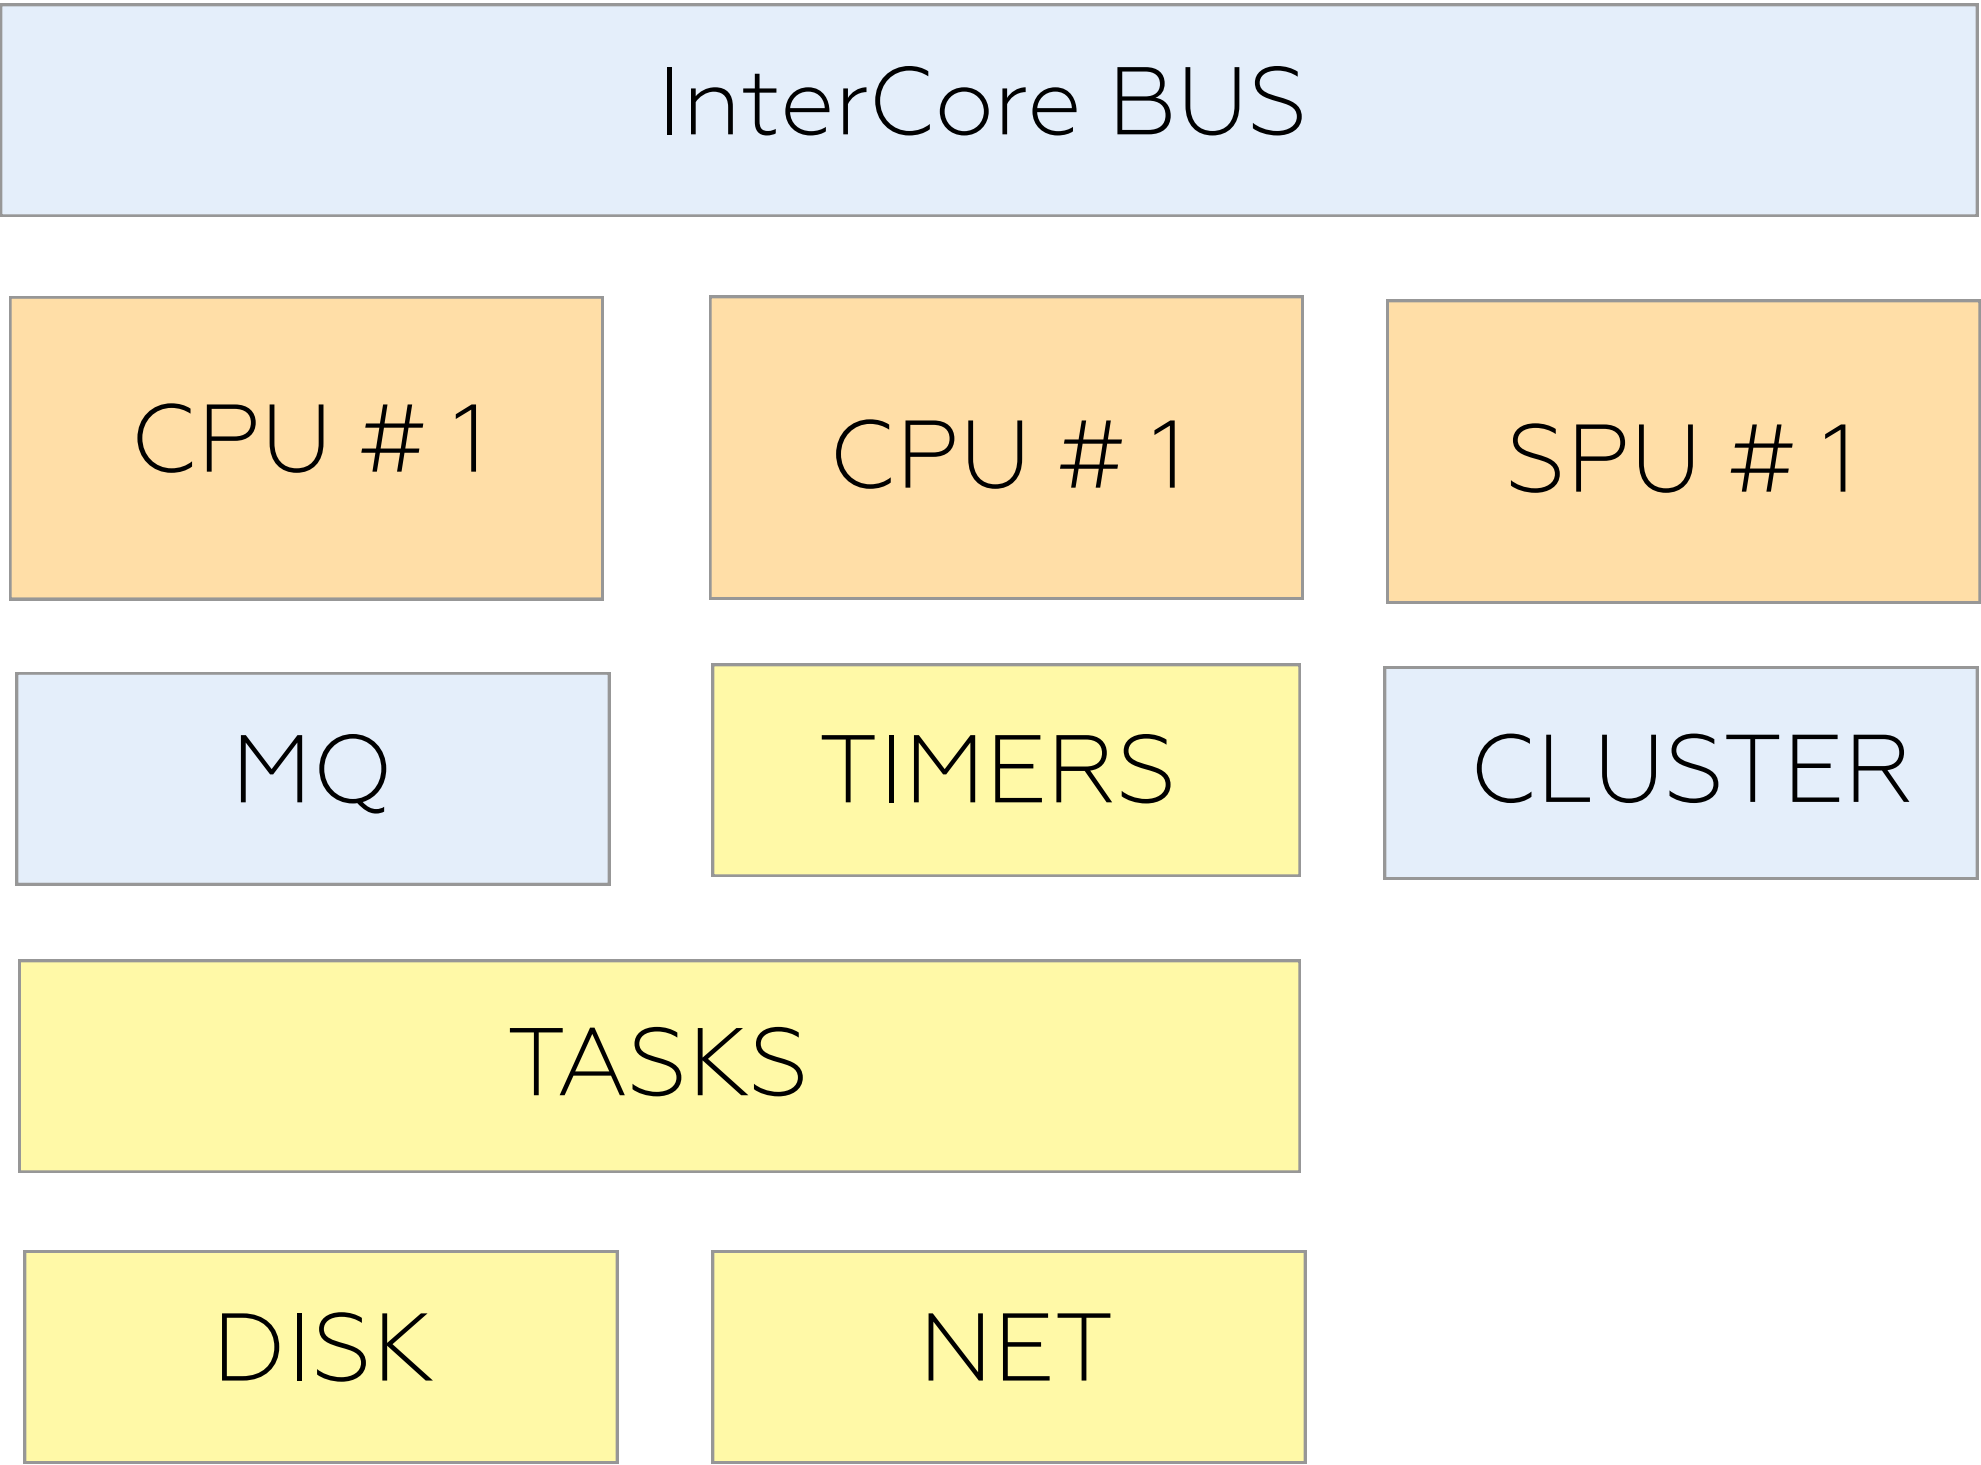 InterCore BUS
CPU # 1
CPU # 1
SPU # 1
MQ
TIMERS
CLUSTER
TASKS
DISK
NET